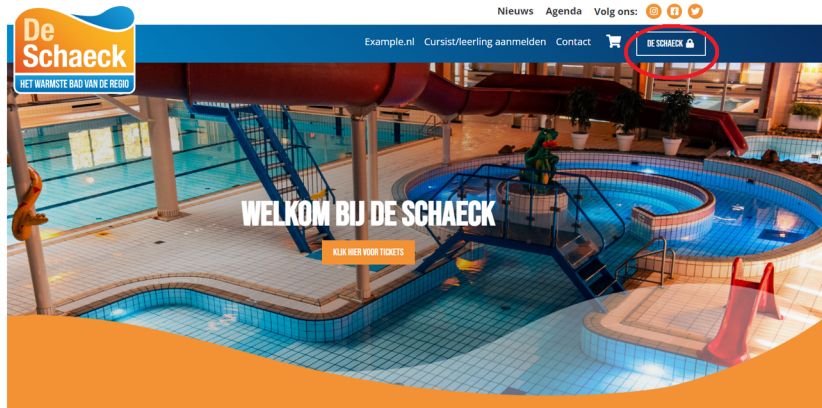 Nieuws Agenda Volg ons:
De
Schaeck
HET WARMSTE BAD VAN DE REGIO
Example.nl Cursist/leerling aanmelden Contact DE SCHAECK
WELKOM BIJ DE SCHAECK
KLIK HIER VOOR TICKETS